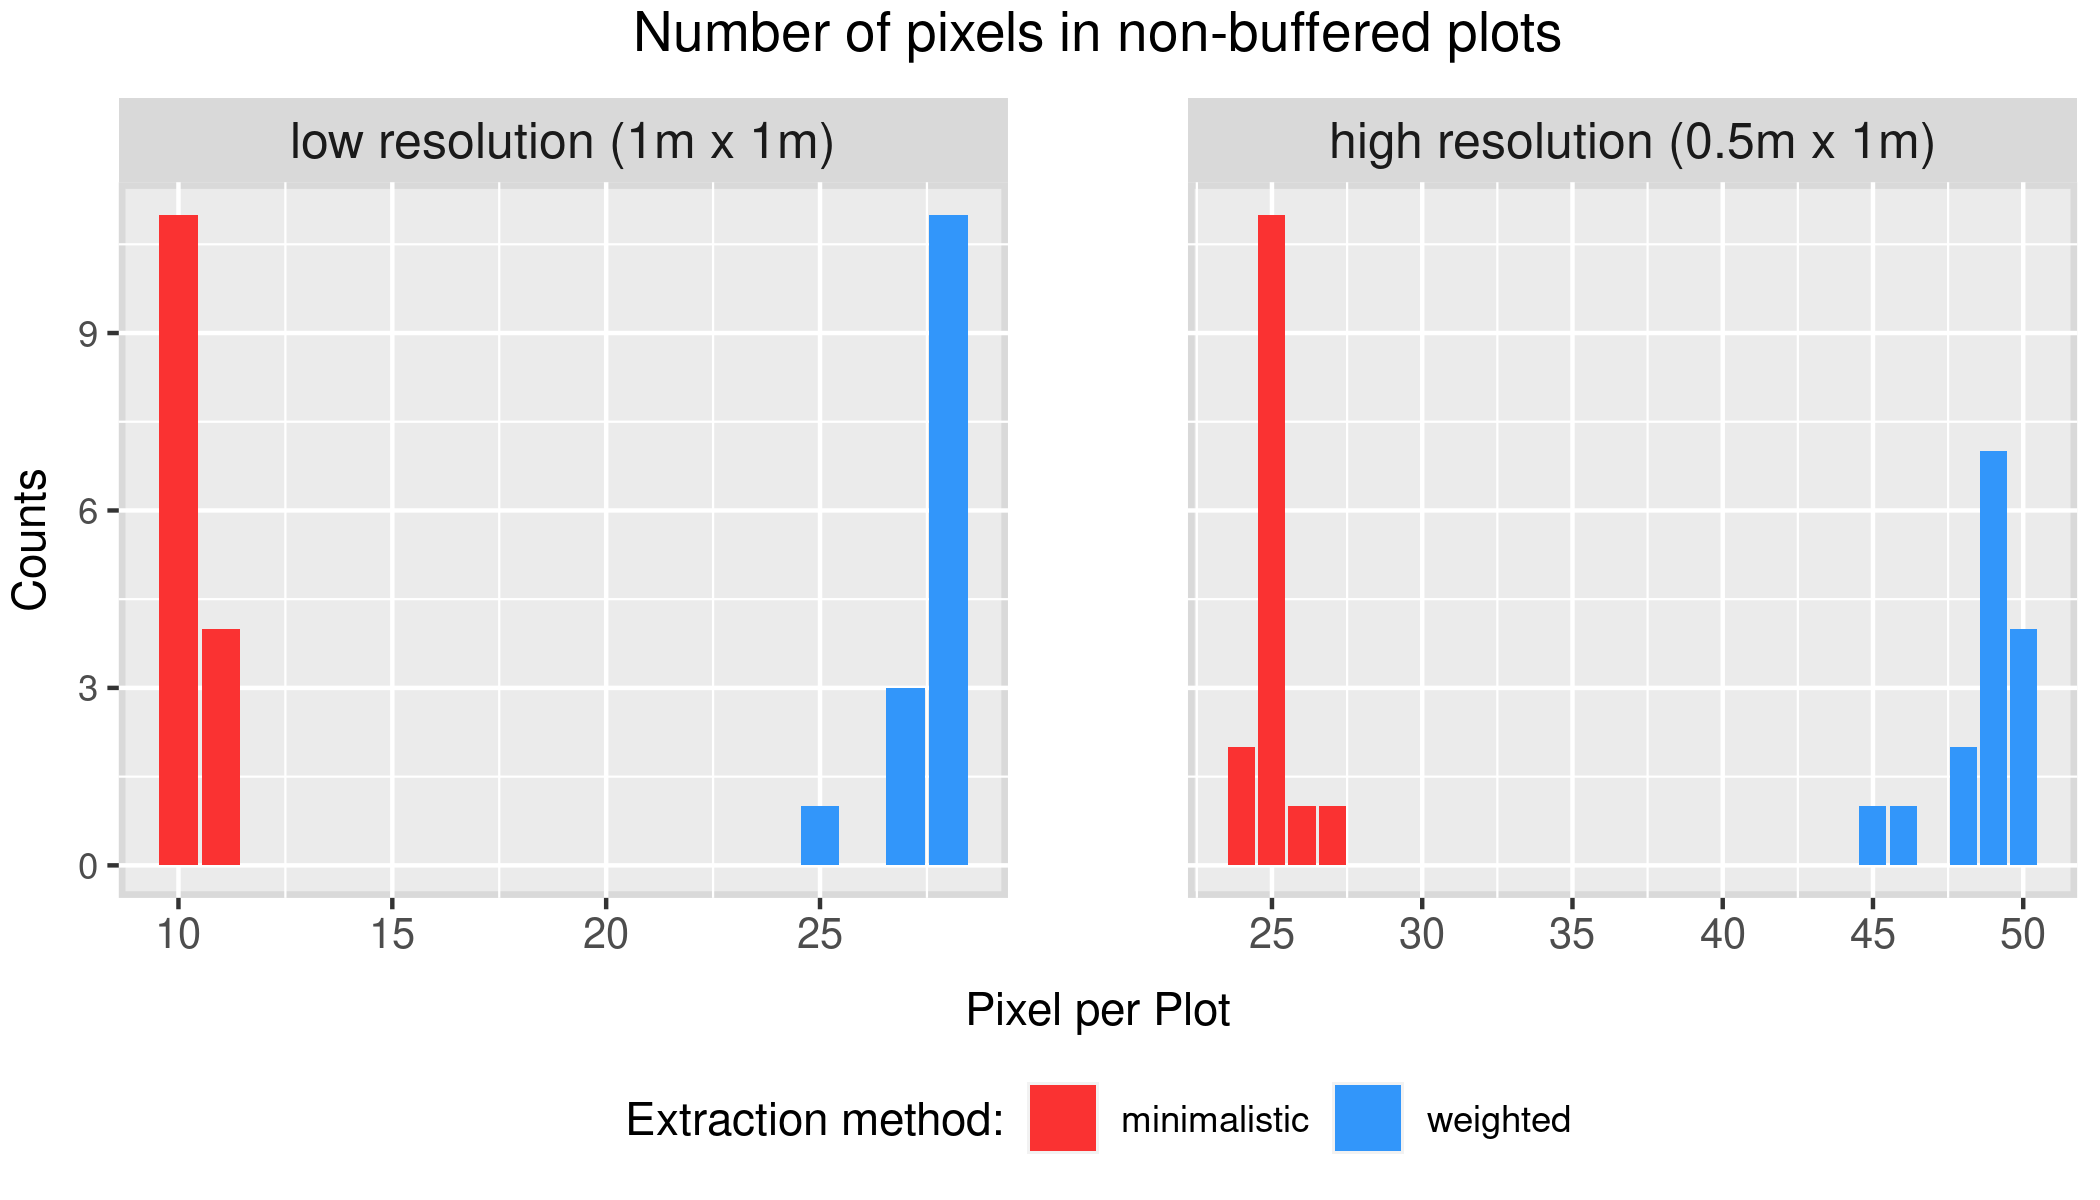 Number of pixels in non-buffered plots
low resolution (1m x 1m)
high resolution (0.5m x 1m)
Counts
9
6
3
0
10 15 20 25
25 30 35 40 45 50
Pixel per Plot
Extraction method: minimalistic weighted